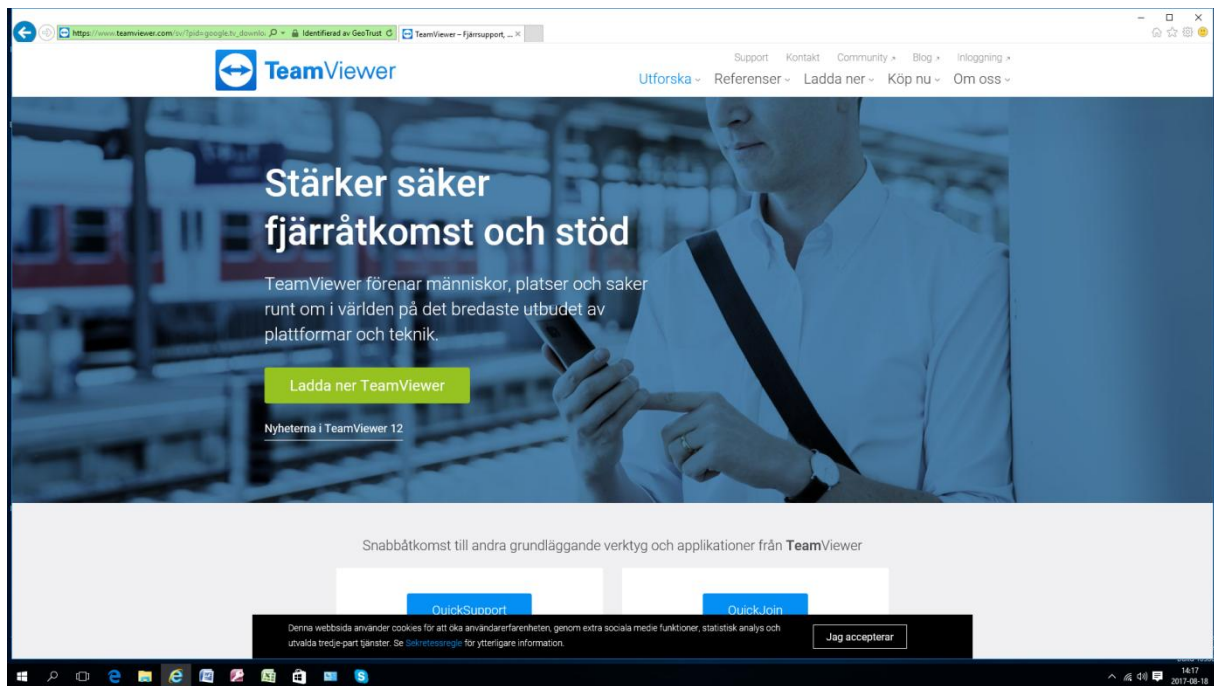 https://www.teamviewer.com/sv/?pid=google.tv_downlo.
Identifierad av GeoTrust
TeamViewer – Fjärrsupport, ...
TeamViewer
Support Kontakt Community Blog Inloggning
Utforska Referenser Ladda ner Köp nu Om oss
Stärker säker
fjärråtkomst och stöd
TeamViewer förenar människor, platser och saker
runt om i världen på det bredaste utbudet av
plattformar och teknik.
Ladda ner TeamViewer
Nyheterna i TeamViewer 12
Snabbåtkomst till andra grundläggande verktyg och applikationer från TeamViewer
QuickSupport
QuickJoin
Denna webbsida använder cookies för att öka användarerfarenheten, genom extra sociala medie funktioner, statistisk analys och
utvalda tredje-part tjänster. Se Sekretessregle för ytterligare information.
Jag accepterar
14:17
2017-08-18